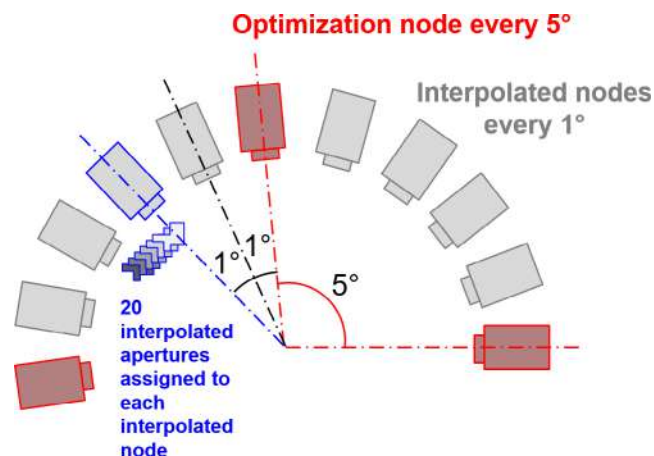 Optimization node every 5°
Interpolated nodes
every 1°
1°
1°
5°
20
interpolated
apertures
assigned to
each
interpolated
node